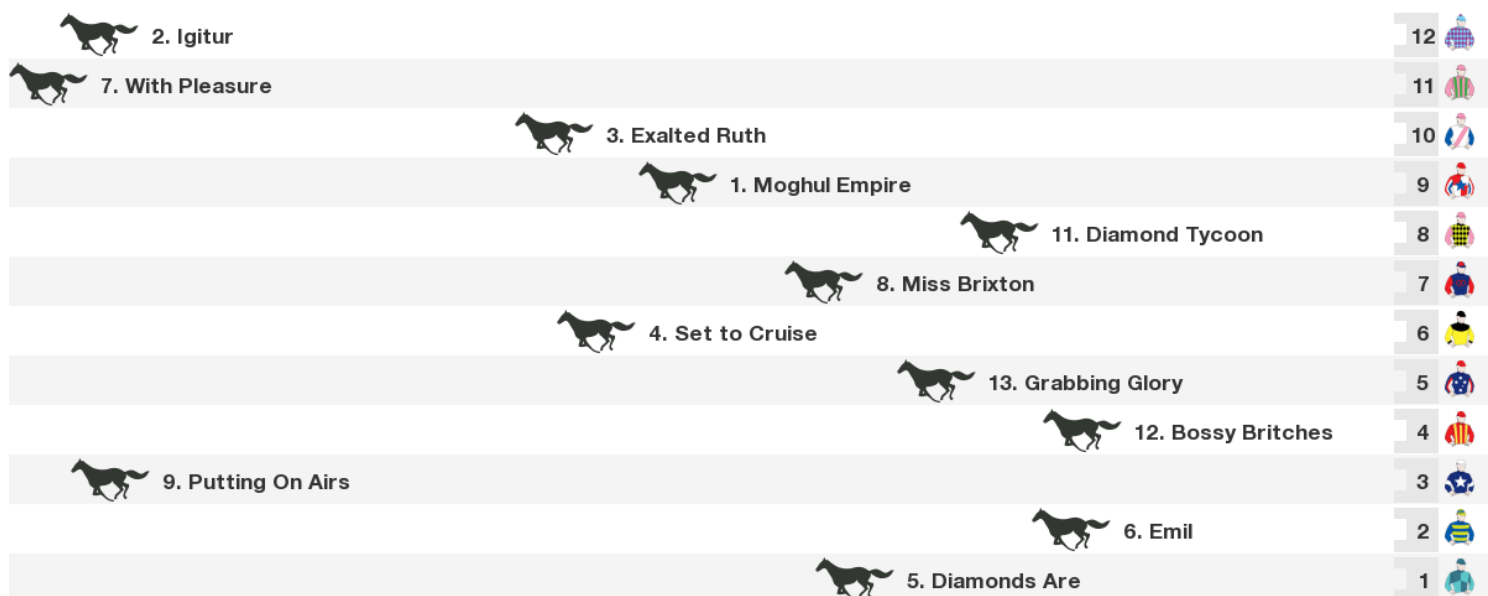 2. Igitur 12
7. With Pleasure 11
3. Exalted Ruth 10
1. Moghul Empire 9
11. Diamond Tycoon 8
8. Miss Brixton 7
4. Set to Cruise 6
13. Grabbing Glory 5
12. Bossy Britches 4
9. Putting On Airs 3
6. Emil 2
5. Diamonds Are 1